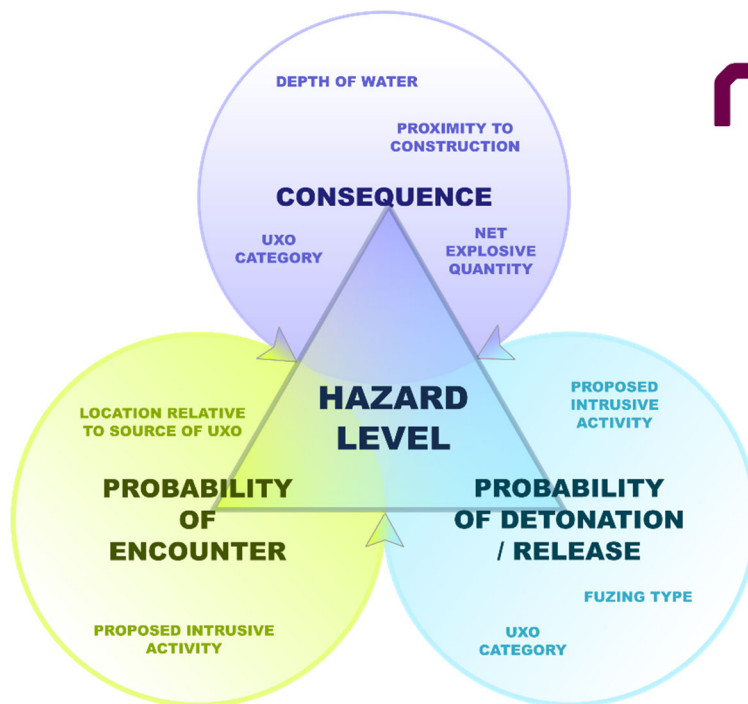 DEPTH OF WATER
PROXIMITY TO
CONSTRUCTION
CONSEQUENCE
UXO
CATEGORY
NET
EXPLOSIVE
QUANTITY
HAZARD
LEVEL
LOCATION RELATIVE
TO SOURCE OF UXO
PROBABILITY
OF
ENCOUNTER
PROPOSED INTRUSIVE
ACTIVITY
PROPOSED
INTRUSIVE
ACTIVITY
PROBABILITY
OF DETONATION
/ RELEASE
FUZING TYPE
UXO
CATEGORY